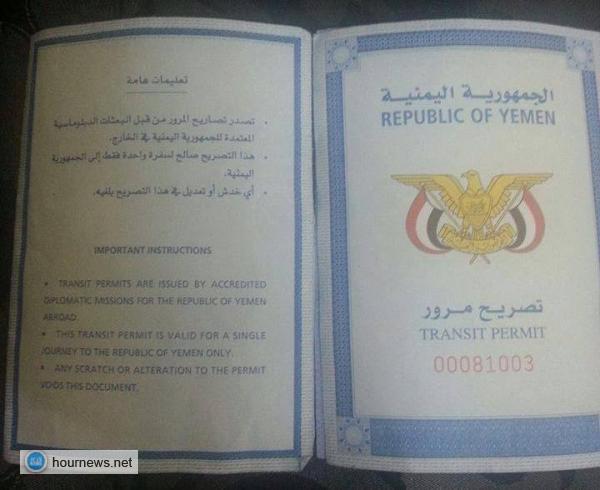 تعليمات هامة
• تصدر تصاريح المرور من قبل البعثات الدبلوماسية
المعتمدة للجمهورية اليمنية في الخارج.
• هذا التصريح صالح لسفرة واحدة فقط إلى الجمهورية
اليمنية.
• أي خدش أو تعديل في هذا التصريح يلغيه.
IMPORTANT INSTRUCTIONS
• TRANSIT PERMITS ARE ISSUED BY ACCREDITED
DIPLOMATIC MISSIONS FOR THE REPUBLIC OF YEMEN
ABROAD.
• THIS TRANSIT PERMIT IS VALID FOR A SINGLE
JOURNEY TO THE REPUBLIC OF YEMEN ONLY.
• ANY SCRATCH OR ALTERATION TO THE PERMIT
VOIDS THIS DOCUMENT.
الجمهورية اليمنية
REPUBLIC OF YEMEN
تصريح مرور
TRANSIT PERMIT
00081003
hournews.net